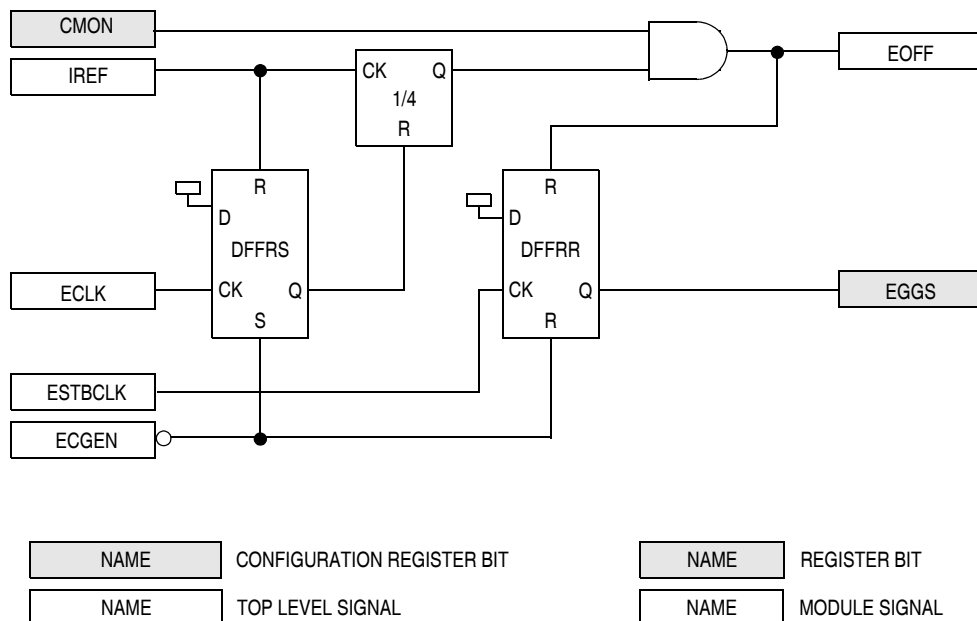 CMON
IREF
CK Q
1/4
R
EOFF
R
D
DFFRS
CK Q
S
R
D
DFFRR
CK Q
R
ECLK
EGGS
ESTBCLK
ECGEN
NAME CONFIGURATION REGISTER BIT
NAME REGISTER BIT
NAME TOP LEVEL SIGNAL
NAME MODULE SIGNAL